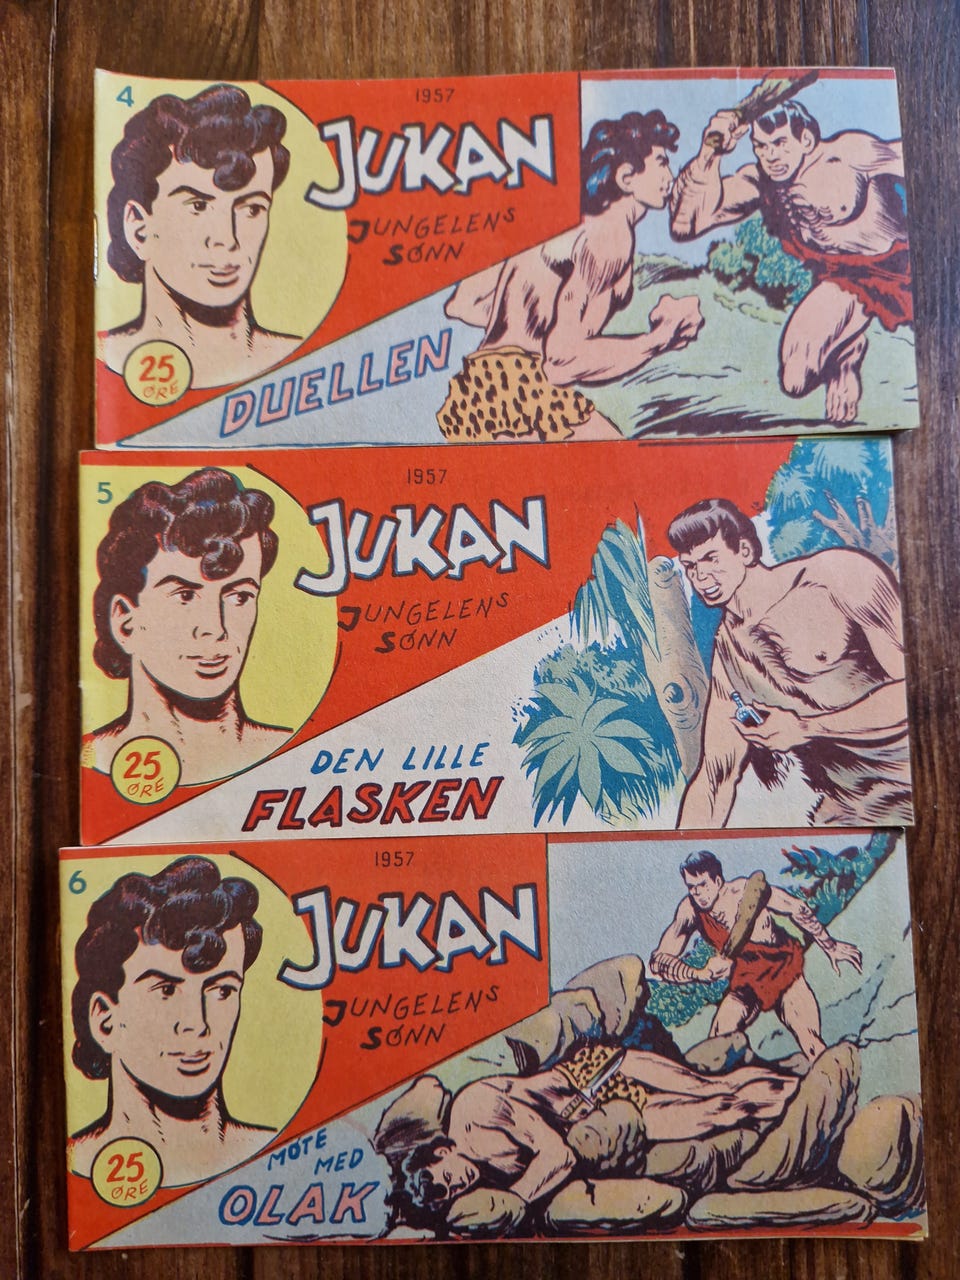 4
1957
JUKAN
JUNGELENS
SØNN
25
ØRE
DUELLEN
5
1957
JUKAN
JUNGELENS
SØNN
25
ØRE
DEN LILLE
FLASKEN
6
1957
JUKAN
JUNGELENS
SØNN
25
ØRE
MØTE
MED
OLAK